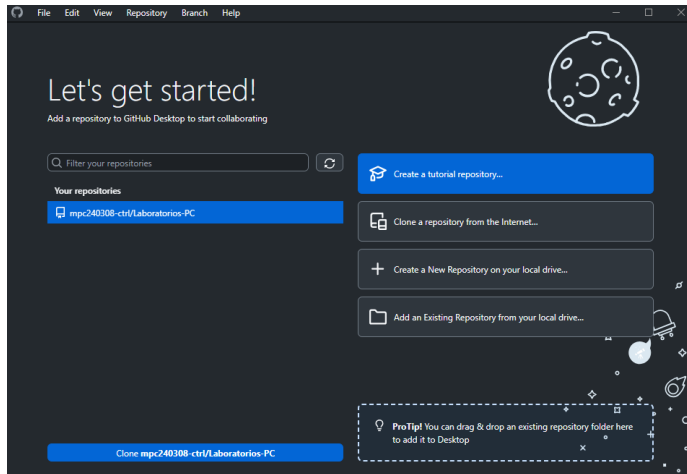 File Edit View Repository Branch Help
Let's get started!
Add a repository to GitHub Desktop to start collaborating
Filter your repositories
Your repositories
mpc240308-ctrl/Laboratorios-PC
Clone mpc240308-ctrl/Laboratorios-PC
Create a tutorial repository...
Clone a repository from the Internet...
Create a New Repository on your local drive...
Add an Existing Repository from your local drive...
ProTip! You can drag & drop an existing repository folder here
to add it to Desktop